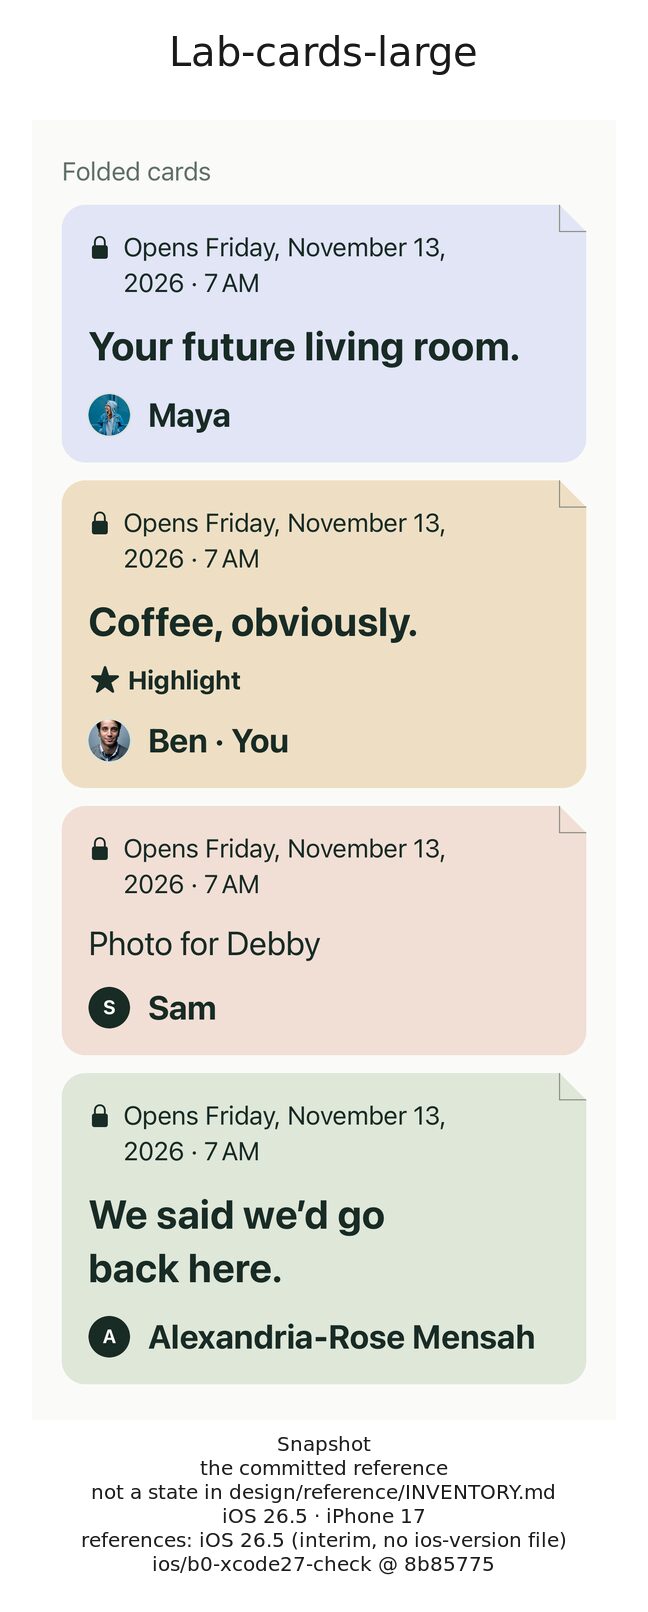 Lab-cards-large
Folded cards
Opens Friday, November 13,
2026 · 7 AM
Your future living room.
Maya
Opens Friday, November 13,
2026 · 7 AM
Coffee, obviously.
Highlight
Ben · You
Opens Friday, November 13,
2026 · 7 AM
Photo for Debby
S Sam
Opens Friday, November 13,
2026 · 7 AM
We said we’d go
back here.
A Alexandria-Rose Mensah
Snapshot
the committed reference
not a state in design/reference/INVENTORY.md
iOS 26.5 · iPhone 17
references: iOS 26.5 (interim, no ios-version file)
ios/b0-xcode27-check @ 8b85775